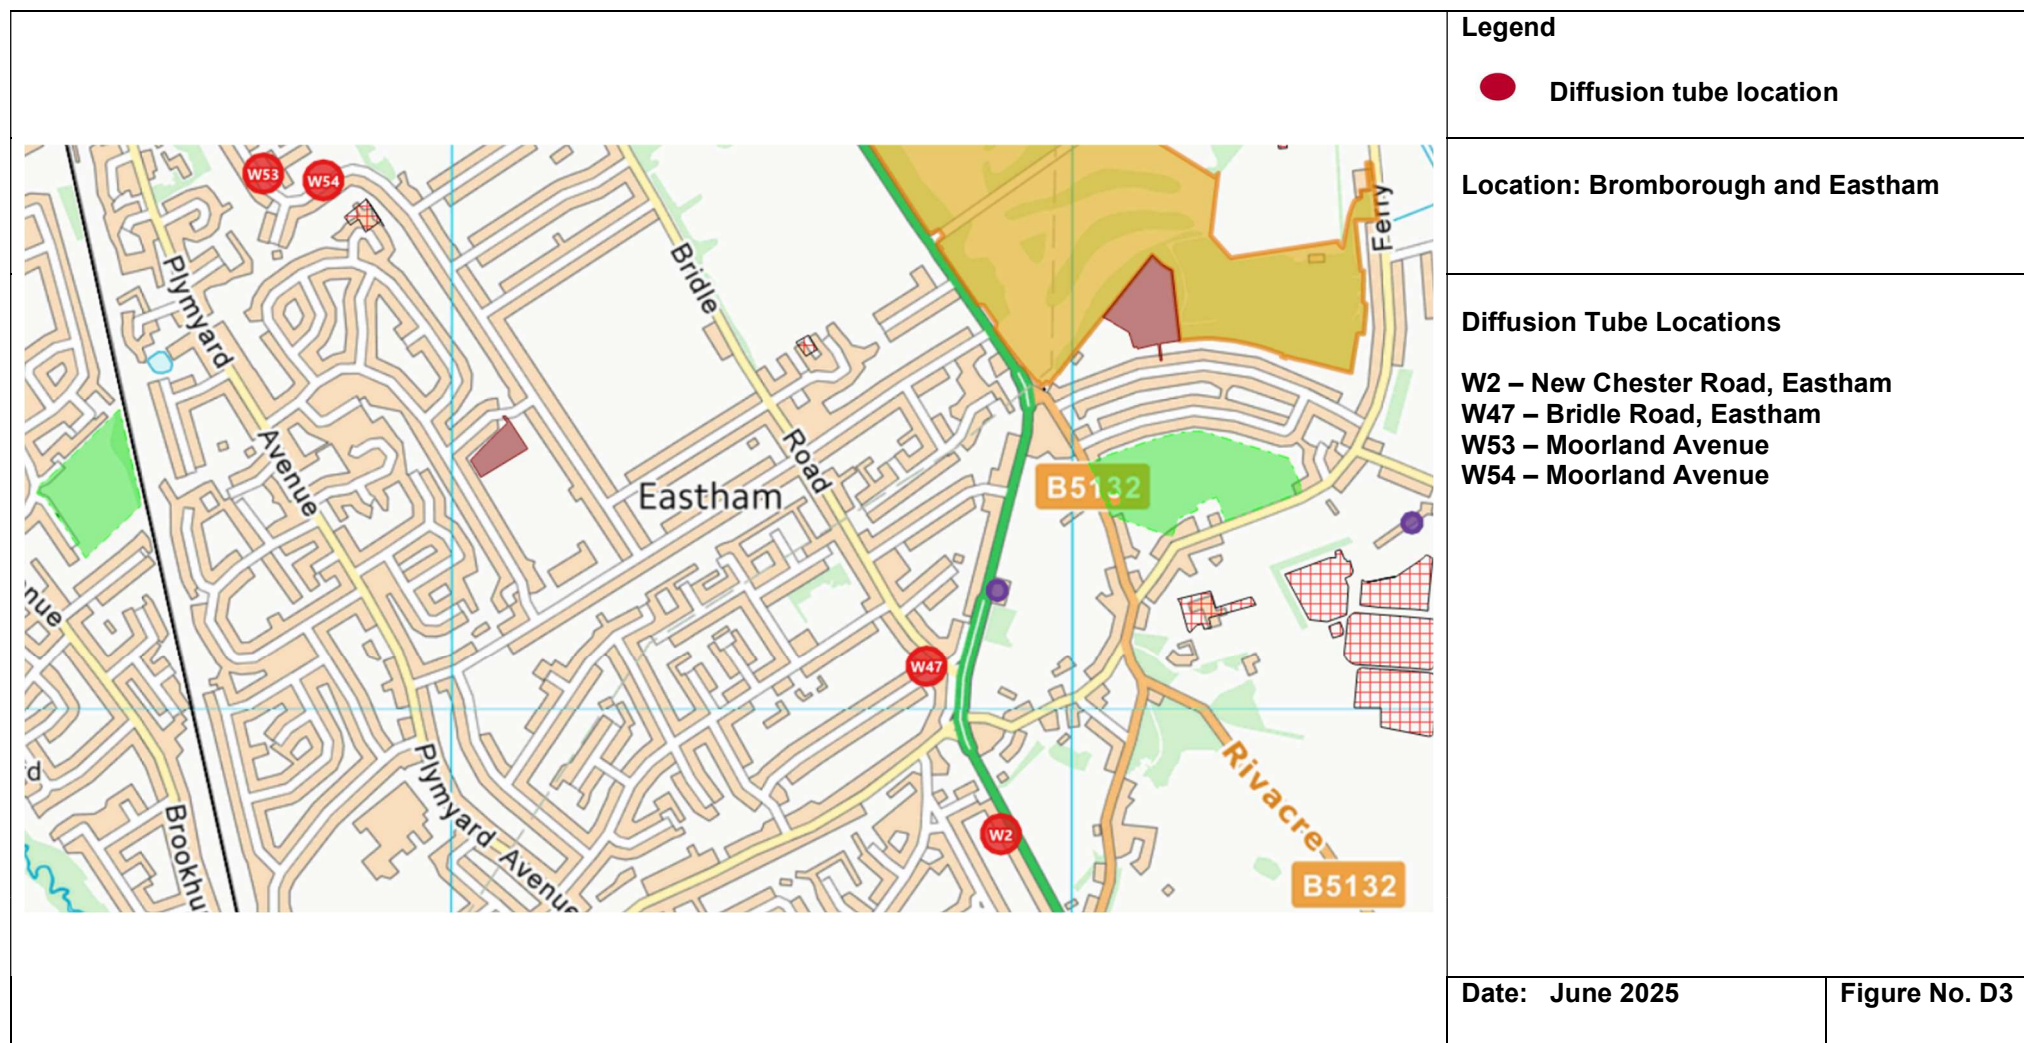 Legend
Diffusion tube location
Location: Bromborough and Eastham
Diffusion Tube Locations
W2 – New Chester Road, Eastham
W47 – Bridle Road, Eastham
W53 – Moorland Avenue
W54 – Moorland Avenue
Date: June 2025
Figure No. D3
W53
W54
Plymyard
Avenue
Bridle
Road
Ferry
Eastham
B5132
nue
W47
W2
Plymyard Avenue
Rivacre
B5132
rd
Brookhu